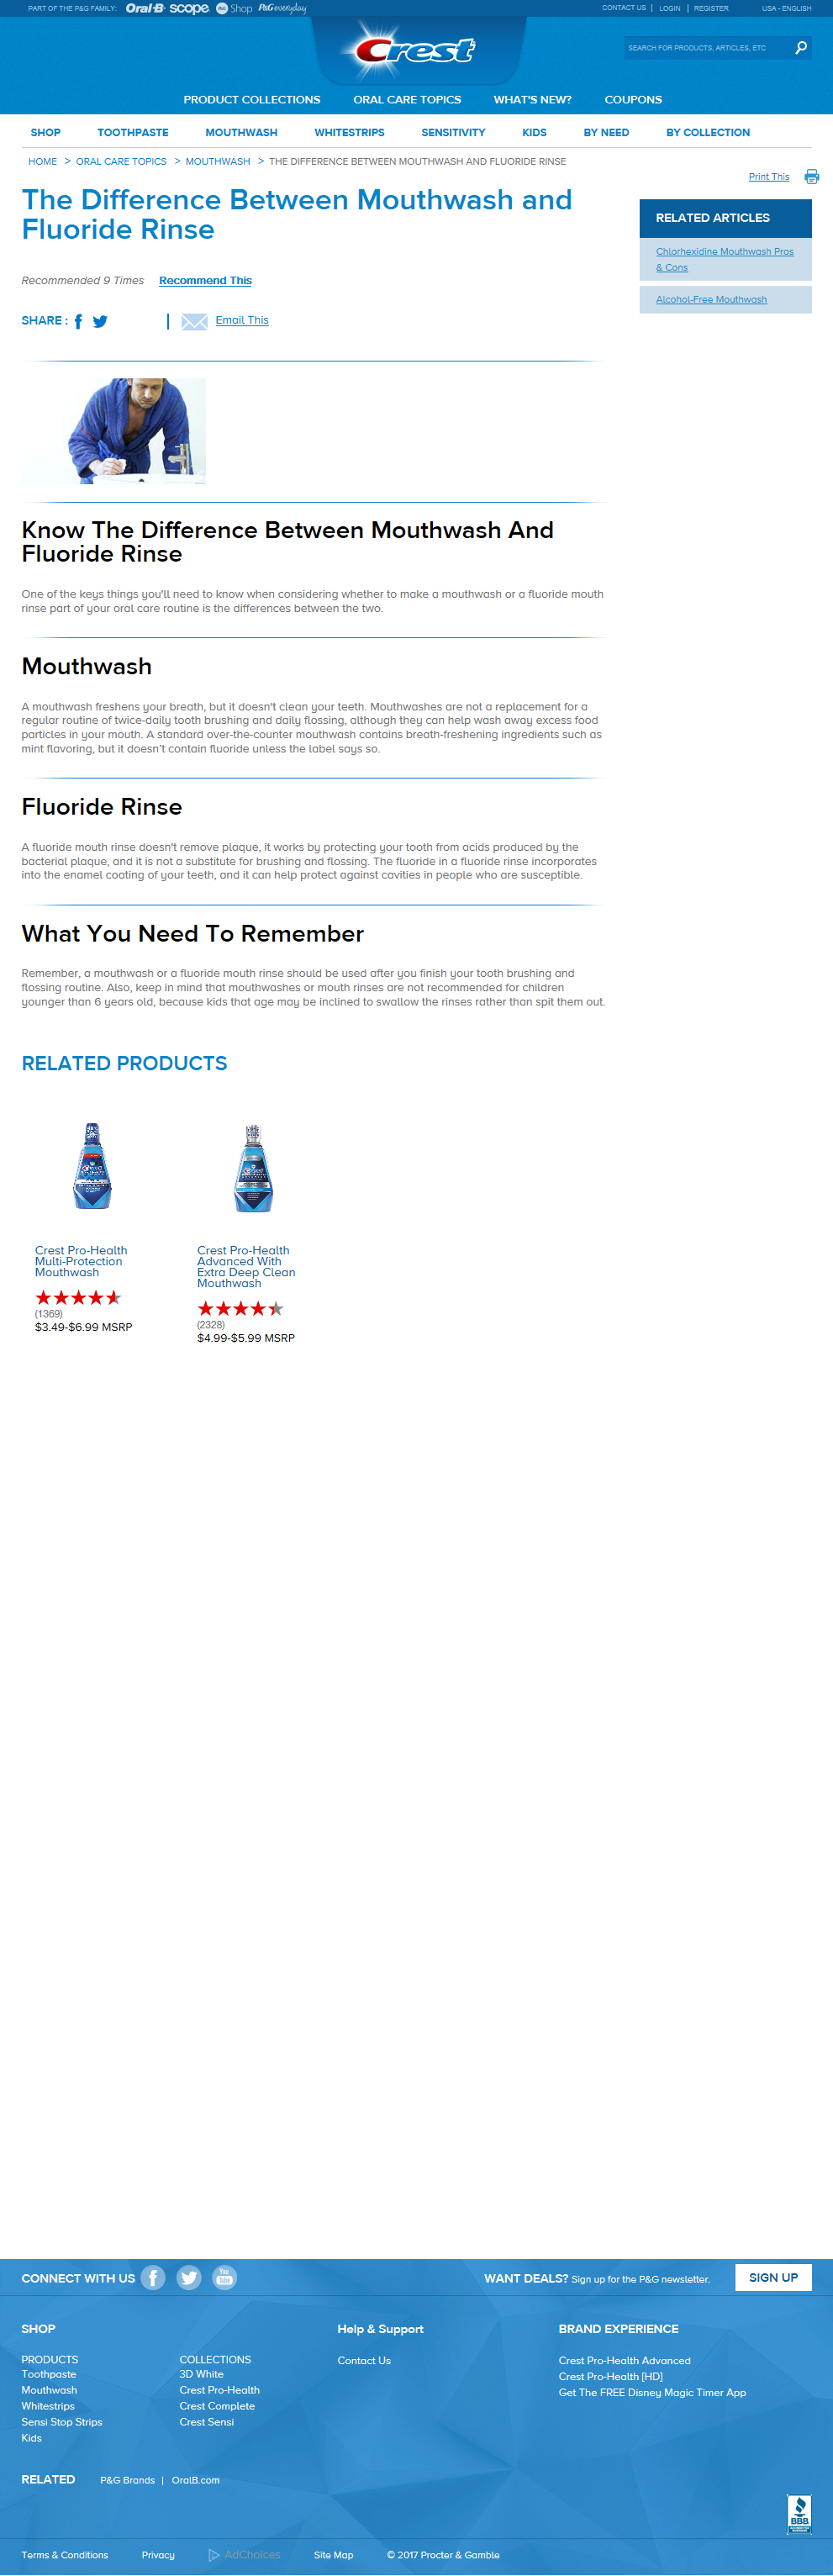 PART OF THE P&G FAMILY: Oral-B scope P&G Shop P&G everyday
CONTACT US | LOGIN | REGISTER USA - ENGLISH
Crest
SEARCH FOR PRODUCTS, ARTICLES, ETC
PRODUCT COLLECTIONS ORAL CARE TOPICS WHAT'S NEW? COUPONS
SHOP TOOTHPASTE MOUTHWASH WHITESTRIPS SENSITIVITY KIDS BY NEED BY COLLECTION
HOME > ORAL CARE TOPICS > MOUTHWASH > THE DIFFERENCE BETWEEN MOUTHWASH AND FLUORIDE RINSE
Print This
The Difference Between Mouthwash and
Fluoride Rinse
RELATED ARTICLES
Chlorhexidine Mouthwash Pros
& Cons
Alcohol-Free Mouthwash
Recommended 9 Times Recommend This
SHARE : | Email This
Know The Difference Between Mouthwash And
Fluoride Rinse
One of the keys things you'll need to know when considering whether to make a mouthwash or a fluoride mouth
rinse part of your oral care routine is the differences between the two.
Mouthwash
A mouthwash freshens your breath, but it doesn't clean your teeth. Mouthwashes are not a replacement for a
regular routine of twice-daily tooth brushing and daily flossing, although they can help wash away excess food
particles in your mouth. A standard over-the-counter mouthwash contains breath-freshening ingredients such as
mint flavoring, but it doesn't contain fluoride unless the label says so.
Fluoride Rinse
A fluoride mouth rinse doesn't remove plaque, it works by protecting your tooth from acids produced by the
bacterial plaque, and it is not a substitute for brushing and flossing. The fluoride in a fluoride rinse incorporates
into the enamel coating of your teeth, and it can help protect against cavities in people who are susceptible.
What You Need To Remember
Remember, a mouthwash or a fluoride mouth rinse should be used after you finish your tooth brushing and
flossing routine. Also, keep in mind that mouthwashes or mouth rinses are not recommended for children
younger than 6 years old, because kids that age may be inclined to swallow the rinses rather than spit them out.
RELATED PRODUCTS
Crest Pro-Health
Multi-Protection
Mouthwash
(1369)
$3.49-$6.99 MSRP
Crest Pro-Health
Advanced With
Extra Deep Clean
Mouthwash
(2328)
$4.99-$5.99 MSRP
CONNECT WITH US You Tube
WANT DEALS? Sign up for the P&G newsletter. SIGN UP
SHOP
PRODUCTS
Toothpaste
Mouthwash
Whitestrips
Sensi Stop Strips
Kids
COLLECTIONS
3D White
Crest Pro-Health
Crest Complete
Crest Sensi
Help & Support
Contact Us
BRAND EXPERIENCE
Crest Pro-Health Advanced
Crest Pro-Health [HD]
Get The FREE Disney Magic Timer App
RELATED P&G Brands | OralB.com
BBB
Terms & Conditions Privacy AdChoices Site Map © 2017 Procter & Gamble